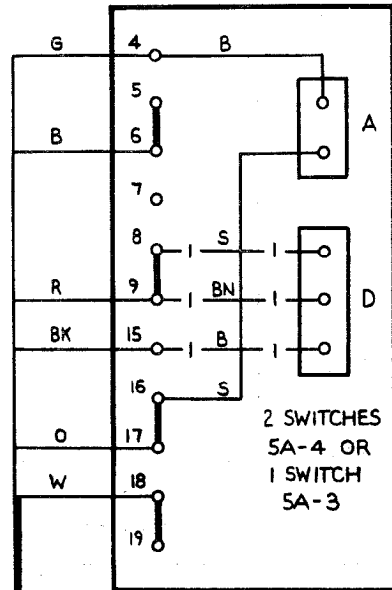 G 4 B
5
A
B 6
7
8 S
R 9 BN D
BK 15 B
16 S
2 SWITCHES
O 17 5A-4 OR
1 SWITCH
W 18 5A-3
19